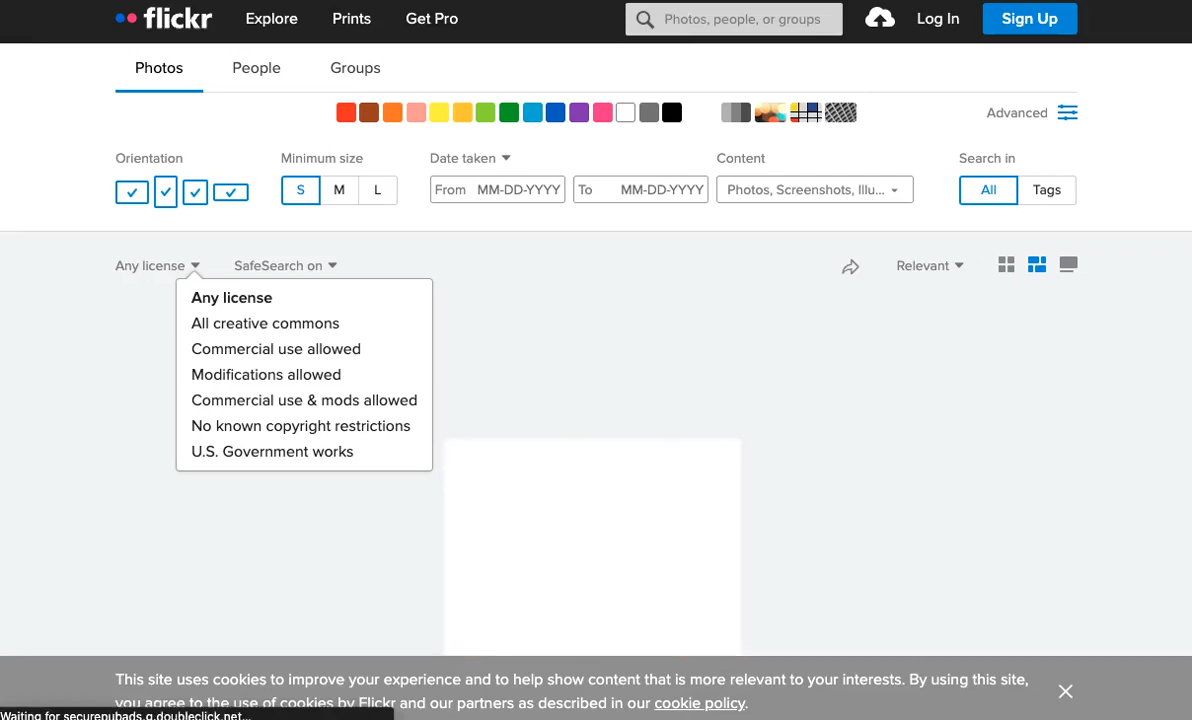 flickr Explore Prints Get Pro Photos, people, or groups Log In Sign Up
Photos People Groups
Advanced
Orientation Minimum size Date taken Content Search in
S M L From MM-DD-YYYY To MM-DD-YYYY Photos, Screenshots, Illu... All Tags
Any license SafeSearch on Relevant
Any license
All creative commons
Commercial use allowed
Modifications allowed
Commercial use & mods allowed
No known copyright restrictions
U.S. Government works
This site uses cookies to improve your experience and to help show content that is more relevant to your interests. By using this site,
you agree to the use of cookies by Flickr and our partners as described in our cookie policy.
Waiting for securepubads.g.doubleclick.net...